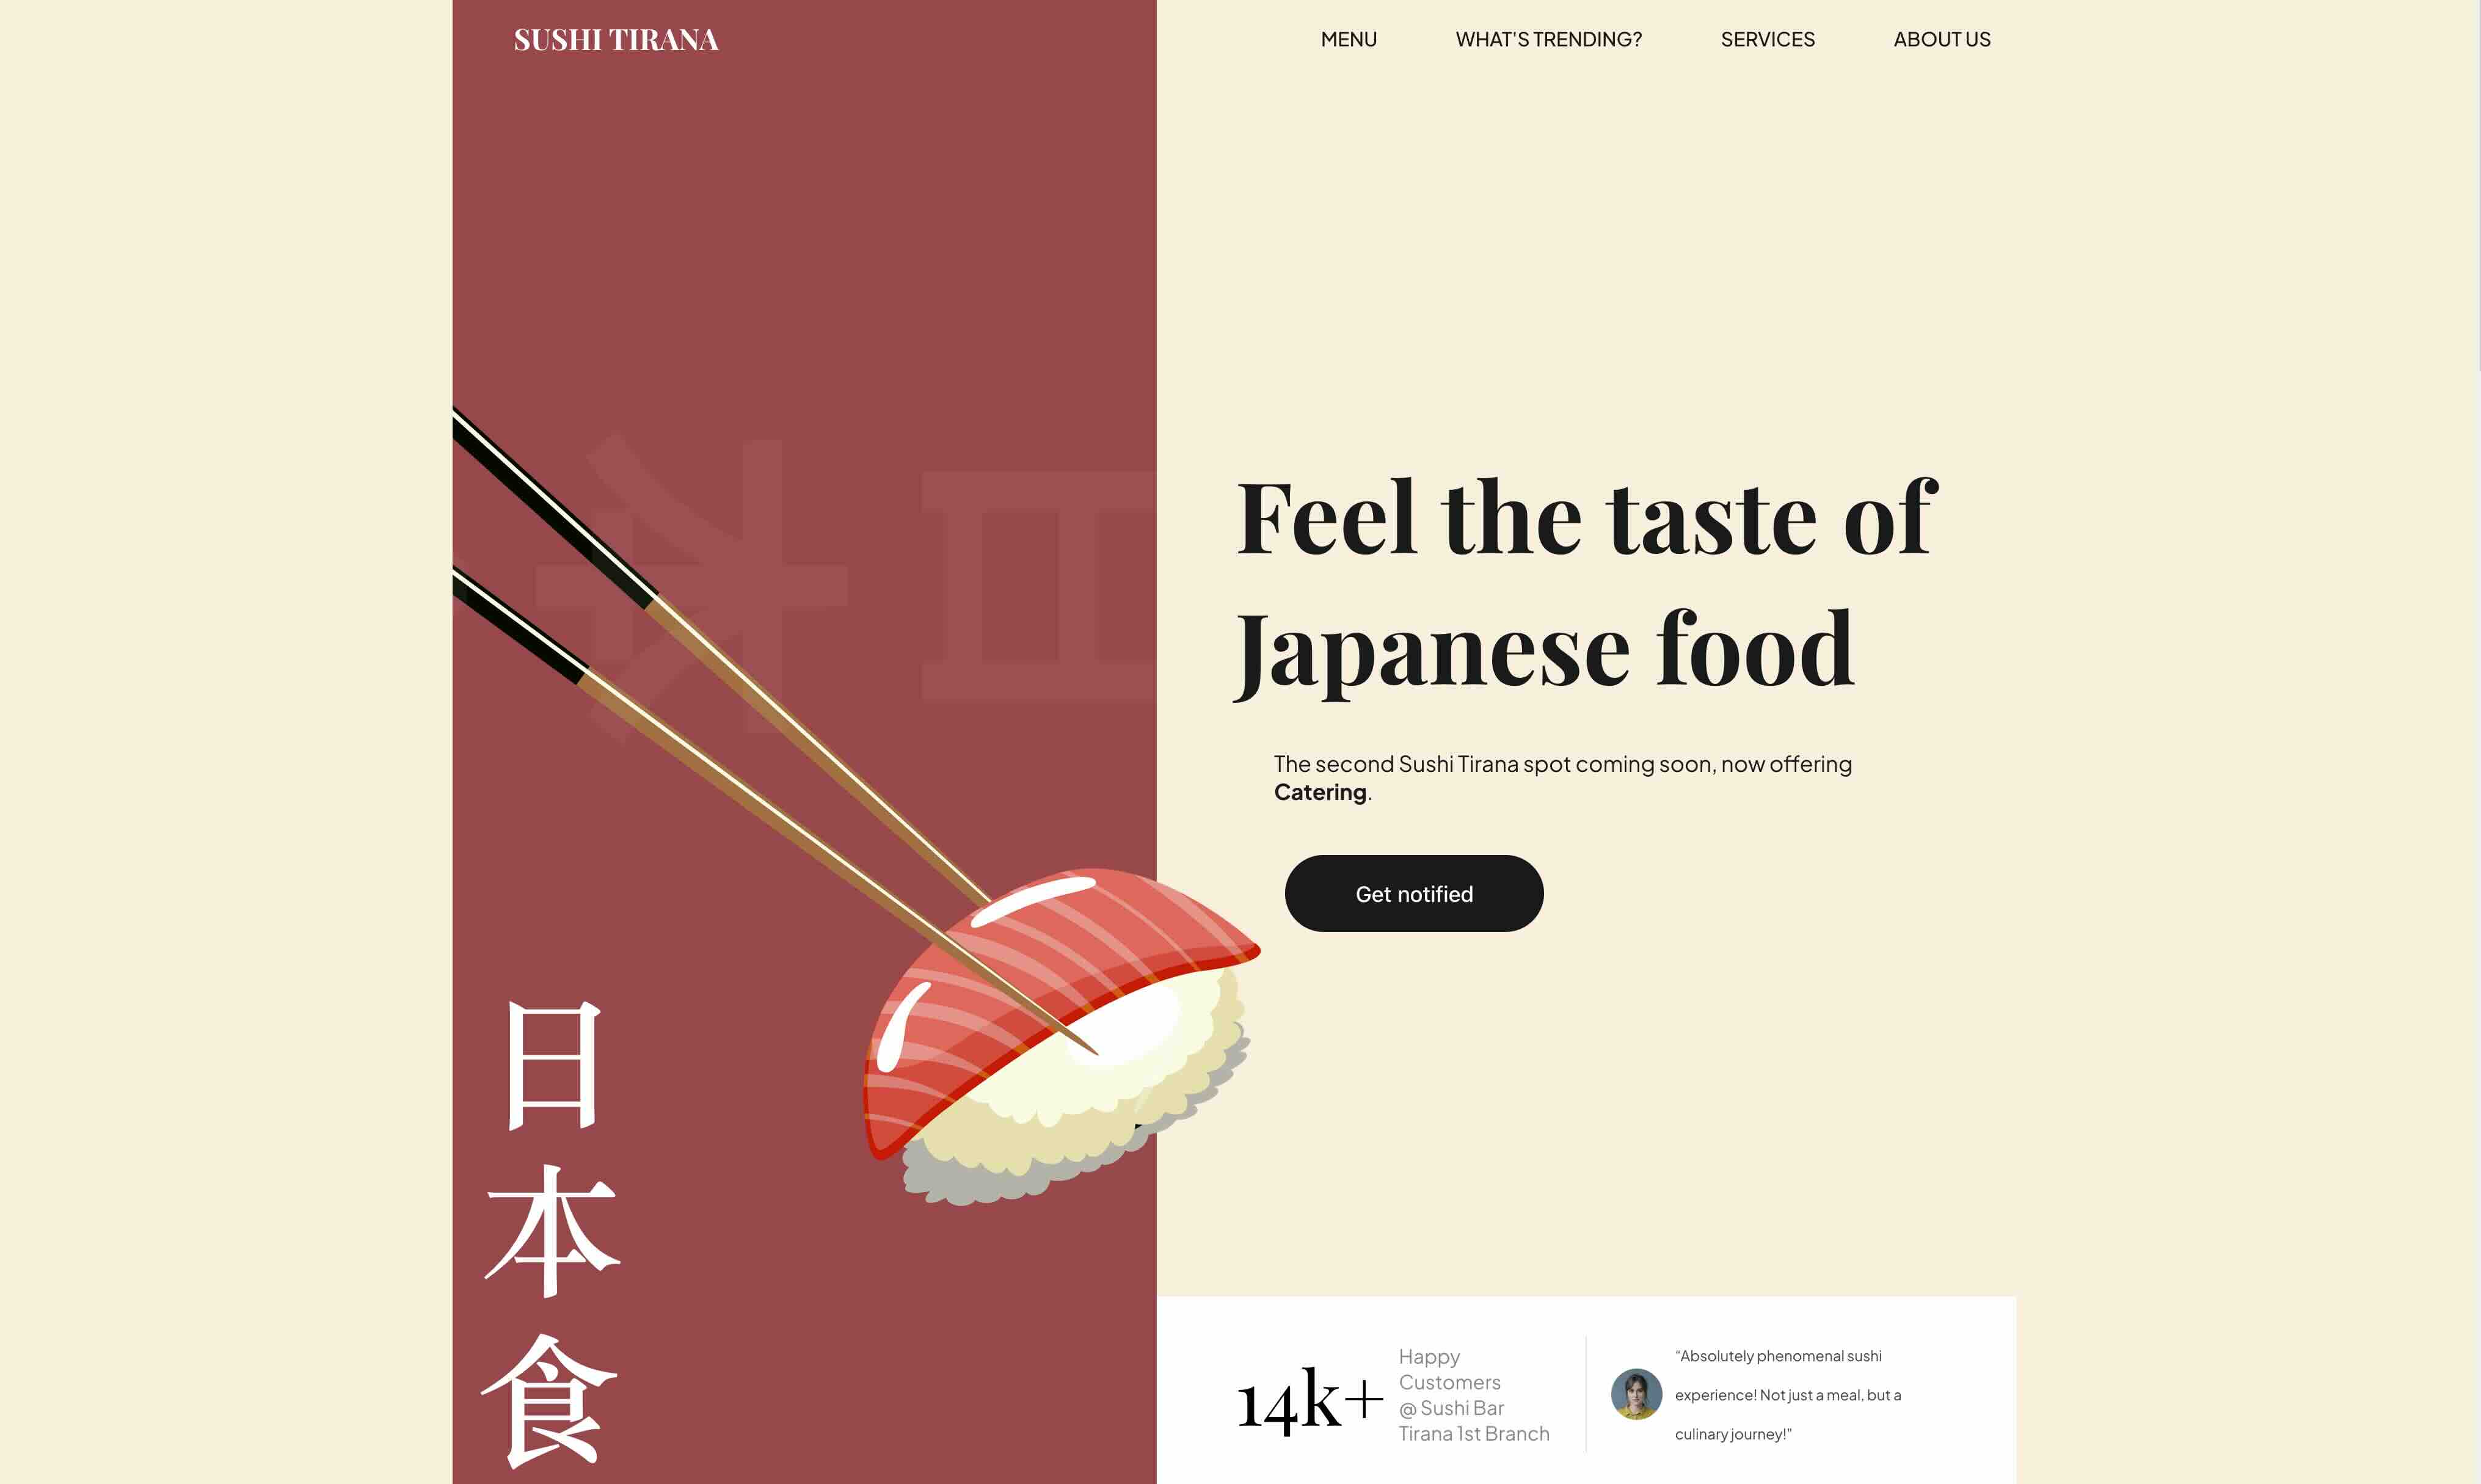 SUSHI TIRANA
MENU
WHAT'S TRENDING?
SERVICES
ABOUT US
Feel the taste of
Japanese food
The second Sushi Tirana spot coming soon, now offering
Catering.
Get notified
日
本
食
14k+
Happy
Customers
@ Sushi Bar
Tirana 1st Branch
“Absolutely phenomenal sushi
experience! Not just a meal, but a
culinary journey!”